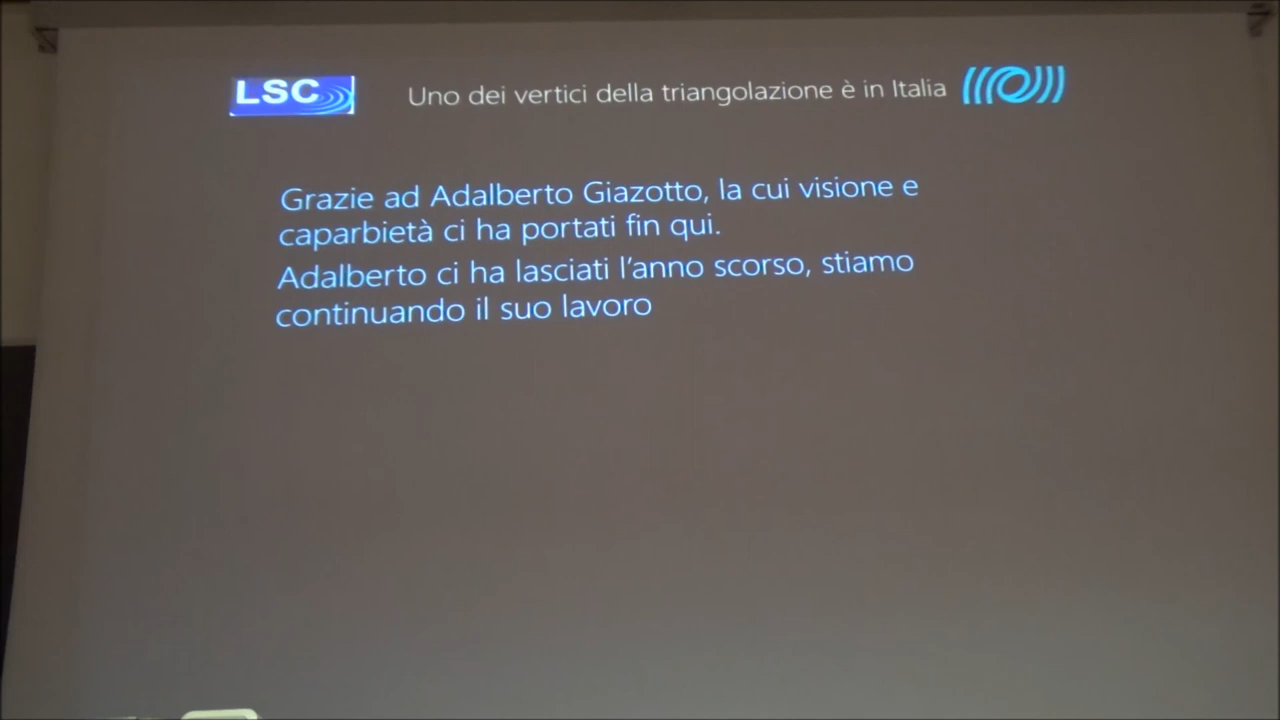 LSC
Uno dei vertici della triangolazione è in Italia
Grazie ad Adalberto Giazotto, la cui visione e
caparbietà ci ha portati fin qui.
Adalberto ci ha lasciati l’anno scorso, stiamo
continuando il suo lavoro